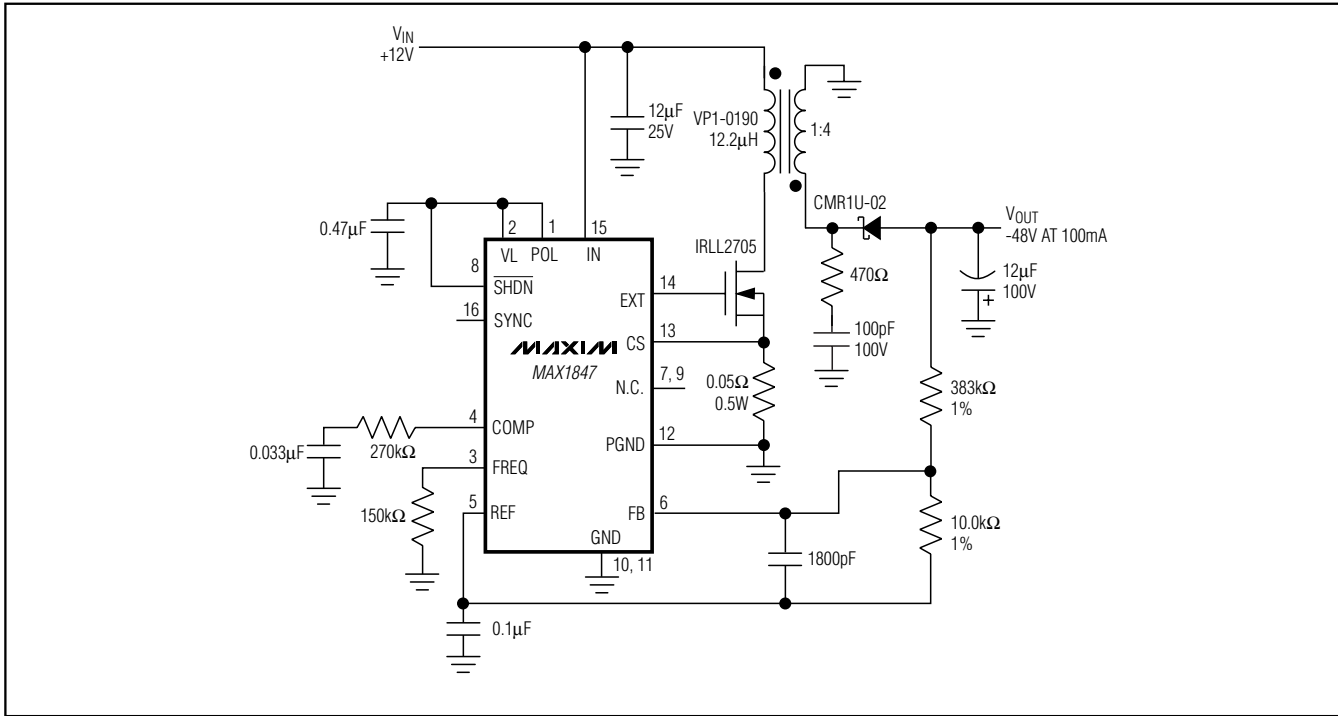 VIN
+12V
12µF
25V
VP1-0190
12.2µH
1:4
CMR1U-02
VOUT
-48V AT 100mA
0.47µF
2
1
15
VL
POL
IN
IRLL2705
470Ω
12µF
100V
+
8
SHDN
14
EXT
16
SYNC
13
CS
100pF
100V
MAXIM
MAX1847
7, 9
N.C.
0.05Ω
0.5W
383kΩ
1%
4
COMP
12
PGND
0.033µF
270kΩ
3
FREQ
5
REF
6
FB
150kΩ
10.0kΩ
1%
GND
10, 11
1800pF
0.1µF